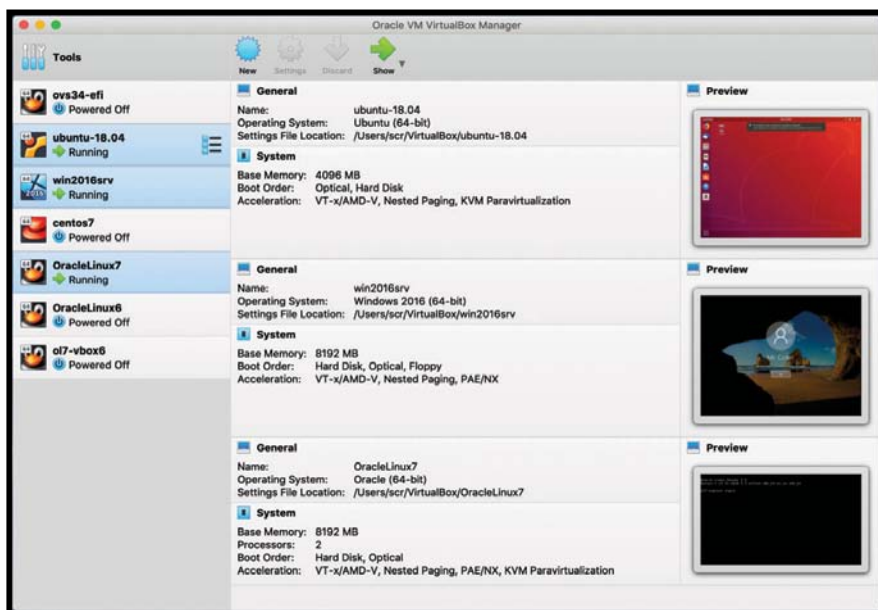 Oracle VM VirtualBox Manager
Tools
New Settings Discard Show
ovs34-efi
Powered Off
ubuntu-18.04
Running
win2016srv
Running
centos7
Powered Off
OracleLinux7
Running
OracleLinux6
Powered Off
ol7-vbox6
Powered Off
General
Name: ubuntu-18.04
Operating System: Ubuntu (64-bit)
Settings File Location: /Users/scr/VirtualBox/ubuntu-18.04
System
Base Memory: 4096 MB
Boot Order: Optical, Hard Disk
Acceleration: VT-x/AMD-V, Nested Paging, KVM Paravirtualization
Preview
General
Name: win2016srv
Operating System: Windows 2016 (64-bit)
Settings File Location: /Users/scr/VirtualBox/win2016srv
System
Base Memory: 8192 MB
Boot Order: Hard Disk, Optical, Floppy
Acceleration: VT-x/AMD-V, Nested Paging, PAE/NX
Preview
General
Name: OracleLinux7
Operating System: Oracle (64-bit)
Settings File Location: /Users/scr/VirtualBox/OracleLinux7
System
Base Memory: 8192 MB
Processors: 2
Boot Order: Hard Disk, Optical
Acceleration: VT-x/AMD-V, Nested Paging, PAE/NX, KVM Paravirtualization
Preview